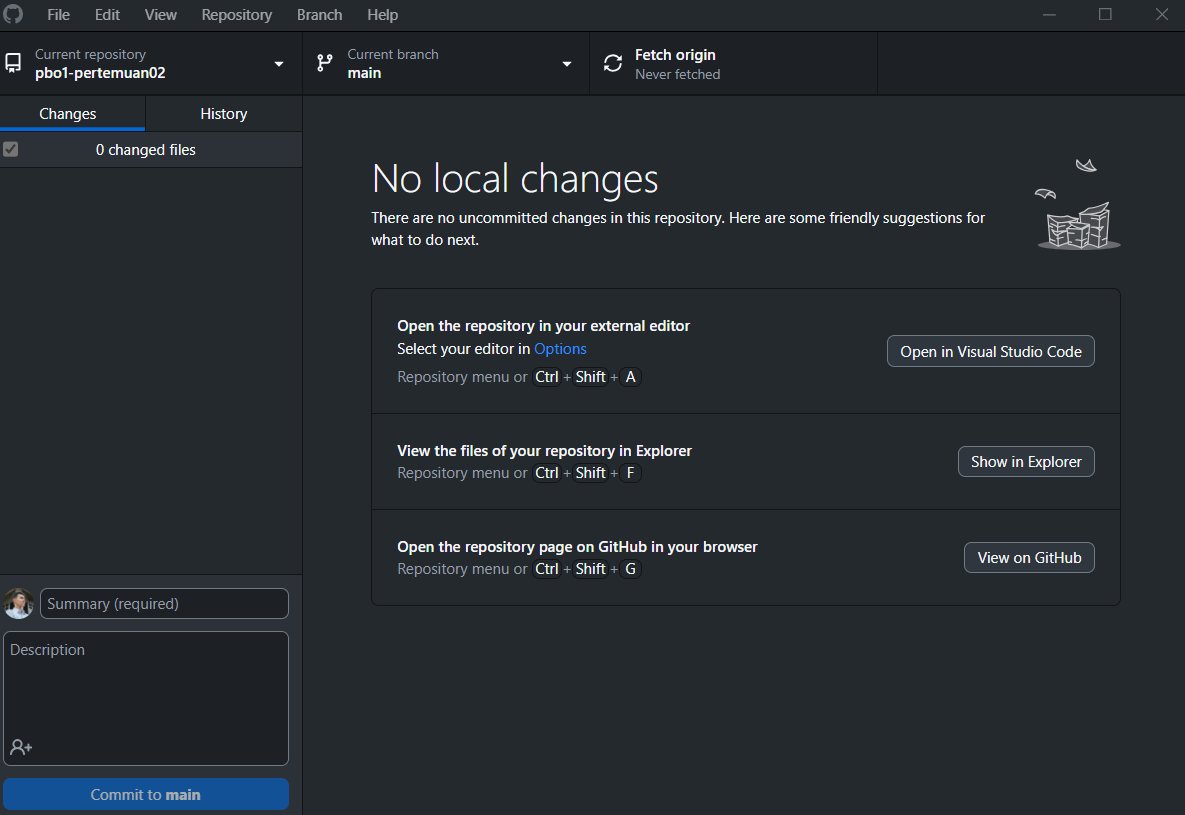 File Edit View Repository Branch Help
Current repository
pbo1-pertemuan02
Current branch
main
Fetch origin
Never fetched
Changes
History
0 changed files
No local changes
There are no uncommitted changes in this repository. Here are some friendly suggestions for
what to do next.
Open the repository in your external editor
Select your editor in Options
Repository menu or Ctrl + Shift + A
Open in Visual Studio Code
View the files of your repository in Explorer
Repository menu or Ctrl + Shift + F
Show in Explorer
Open the repository page on GitHub in your browser
Repository menu or Ctrl + Shift + G
View on GitHub
Summary (required)
Description
Commit to main